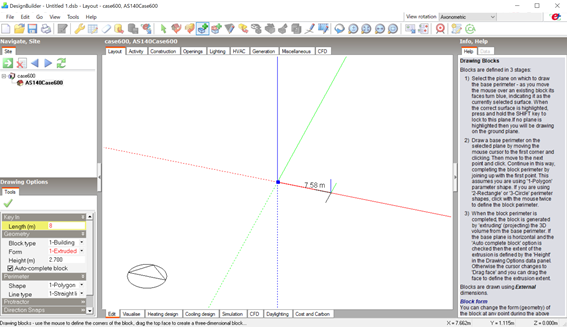 DesignBuilder - Untitled 1.dsb - Layout - case600, AS140Case600
File Edit Go View Tools Help
View rotation: Axonometric
Navigate, Site
Site
case600
AS140Case600
Drawing Options
Tools
Key In
Length (m) 8
Geometry
Block type 1-Building
Form 1-Extruded
Height (m) 2.700
Auto-complete block
Perimeter
Shape 1-Polygon
Line type 1-Straight l
Protractor
Direction Snaps
case600, AS140Case600
Layout Activity Construction Openings Lighting HVAC Generation Miscellaneous CFD
7.58 m
Edit Visualise Heating design Cooling design Simulation CFD Daylighting Cost and Carbon
Info, Help
Help Data
Drawing Blocks
Blocks are defined in 3 stages:
1) Select the plane on which to draw
the base perimeter - as you move
the mouse over an existing block its
faces turn blue, indicating it as the
currently selected surface. When
the correct surface is highlighted,
press and hold the SHIFT key to
lock to this plane.If no plane is
highlighted then you will be drawing
on the ground plane.
2) Draw a base perimeter on the
selected plane by moving the
mouse cursor to the first corner and
clicking. Then move to the next
point and click. Continue in this way,
completing the block perimeter by
joining up with the first point. This
assumes you are using '1-Polygon'
parameter shape. If you are using
'2-Rectangle' or '3-Circle' perimeter
shapes, click with the mouse twice
to define the block perimeter.
3) When the base perimeter is
completed, the block is generated
by 'extruding' (projecting) the 3D
volume from the base perimeter. If
the base plane is horizontal and the
'Auto complete block' option is
checked then the extent of the
extrusion is defined by the 'Height'
in the Drawing Options data panel.
Otherwise the cursor changes to
'Drag face' and you can drag the
face to define the extrusion extent.
Blocks are drawn using External
dimensions.
Block form
You can change the form(geometry) of
the block at any point during the above
Drawing blocks - use the mouse to define the corners of the block, drag the top face to create a three-dimensional block...
X = 7.662m Y = 1.115m Z = 0.000m